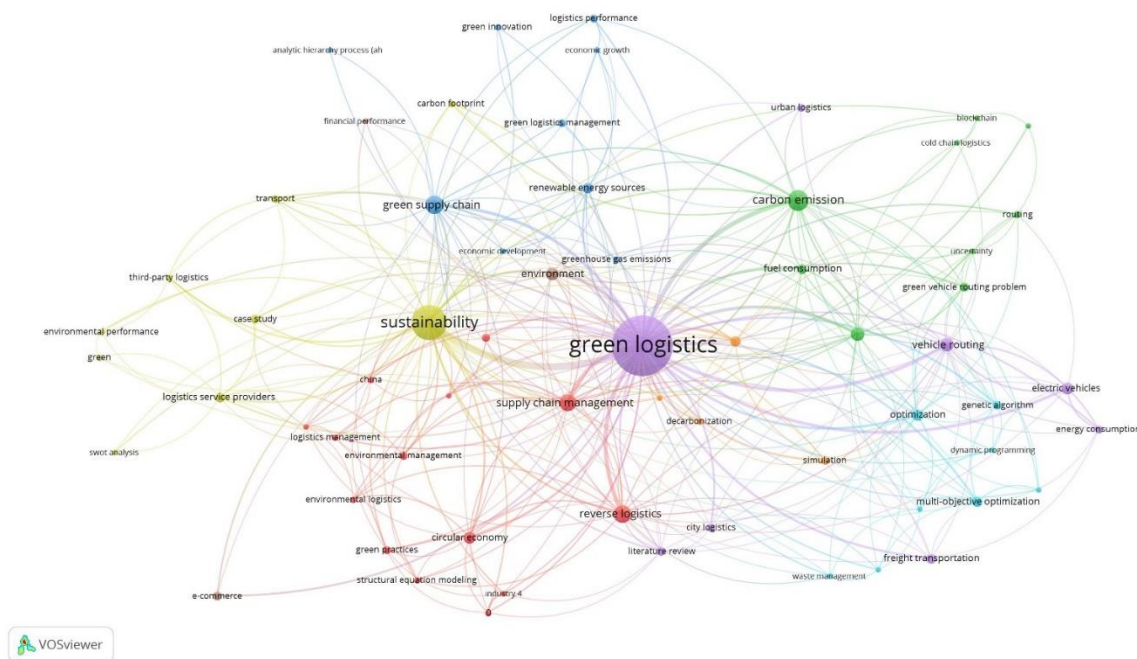 logistics performance
green innovation
analytic hierarchy process (ah
economic growth
carbon footprint
urban logistics
financial performance
green logistics management
blockchain
cold chain logistics
renewable energy sources
transport
green supply chain
carbon emission
routing
economic development
greenhouse gas emissions
uncertainty
environment
fuel consumption
third-party logistics
green vehicle routing problem
case study
sustainability
environmental performance
green logistics
vehicle routing
green
china
electric vehicles
logistics service providers
supply chain management
genetic algorithm
optimization
decarbonization
energy consumption
logistics management
swot analysis
environmental management
dynamic programming
simulation
environmental logistics
multi-objective optimization
reverse logistics
city logistics
circular economy
green practices
literature review
freight transportation
structural equation modeling
waste management
e-commerce
industry 4
0
VOSviewer